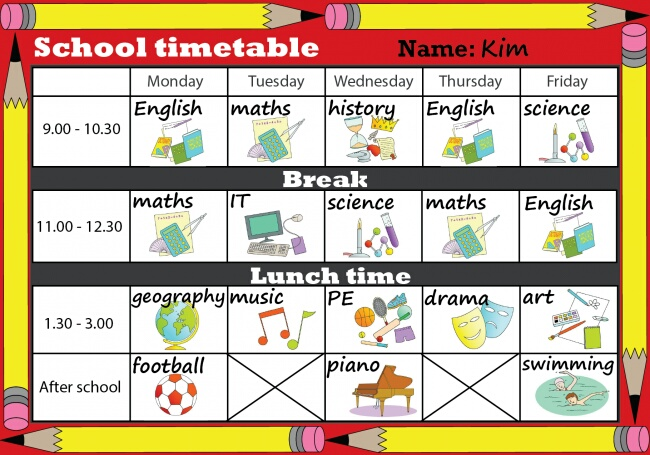 School timetable Name: Kim
Monday Tuesday Wednesday Thursday Friday
9.00 - 10.30 English maths history English science
Break
11.00 - 12.30 maths IT science maths English
Lunch time
1.30 - 3.00 geography music PE drama art
After school football piano swimming